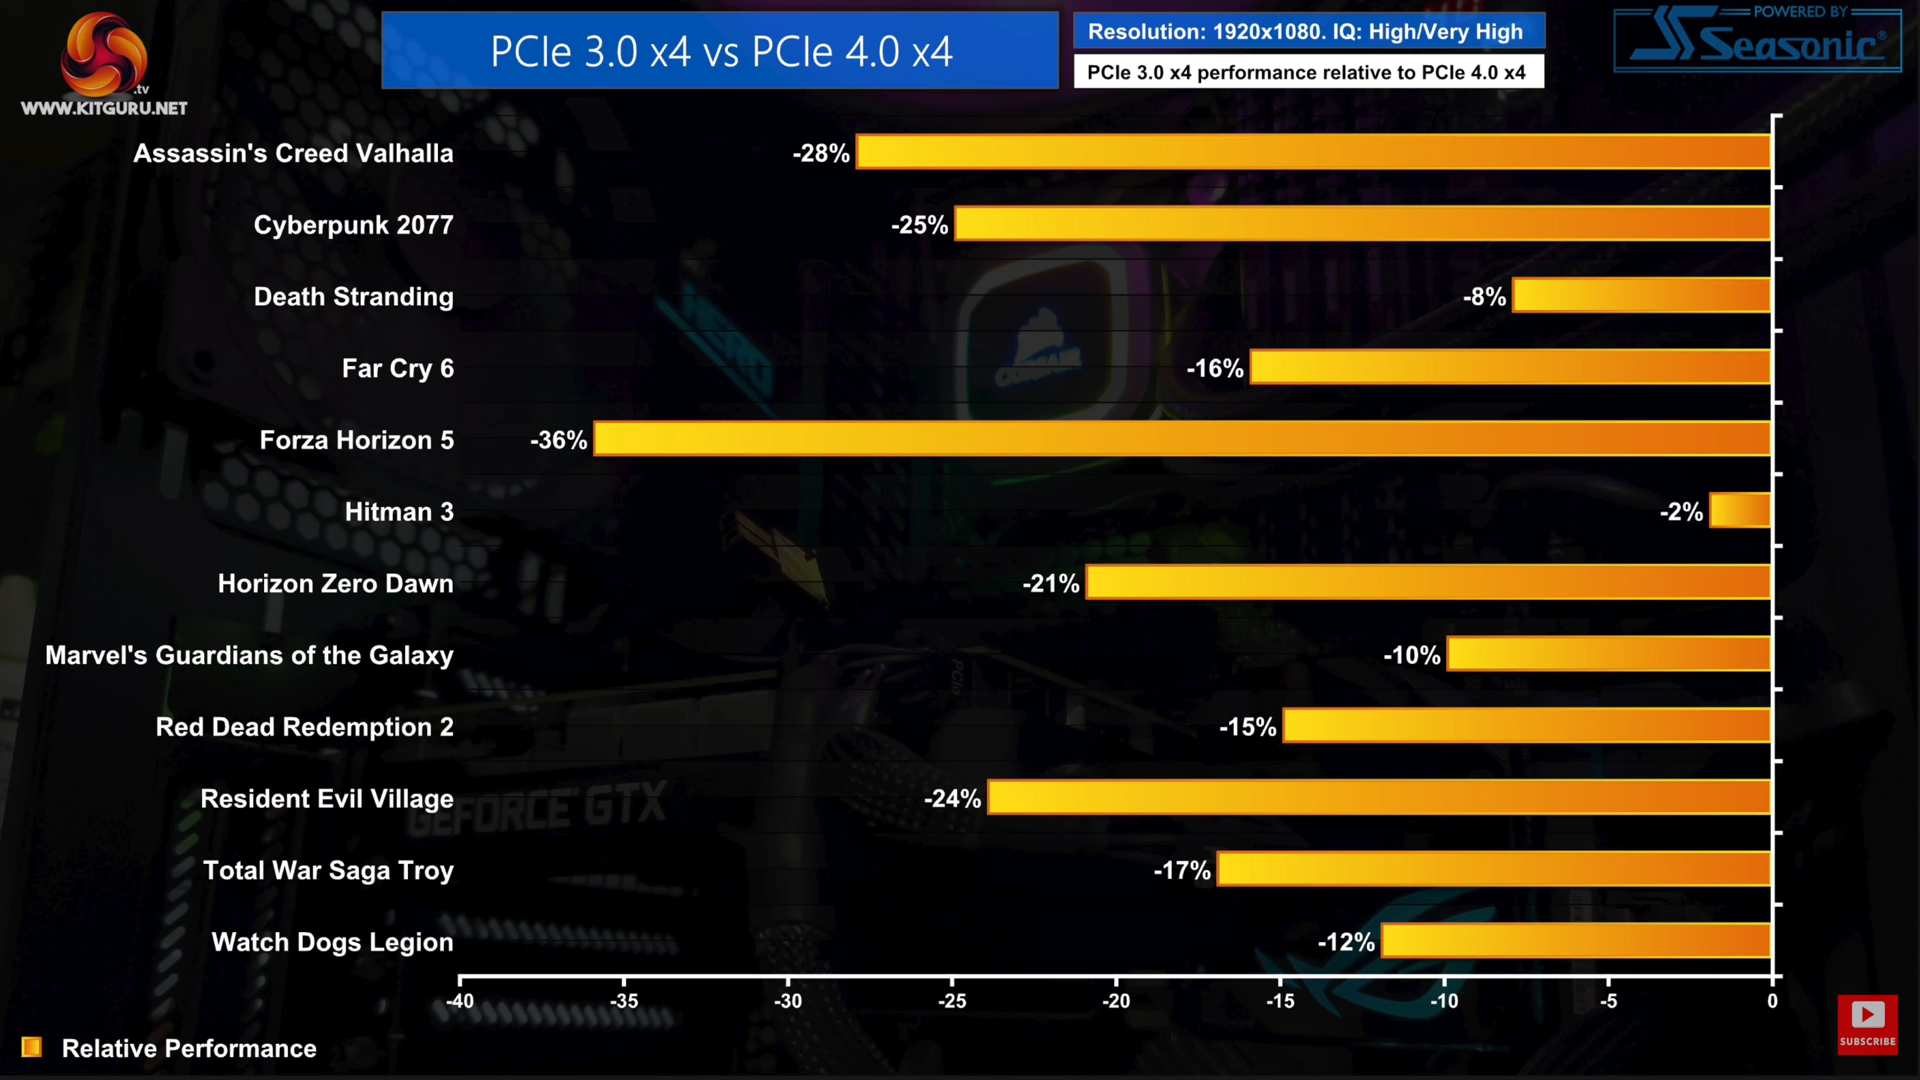 .tv
WWW.KITGURU.NET
PCIe 3.0 x4 vs PCIe 4.0 x4
Resolution: 1920x1080. IQ: High/Very High
PCIe 3.0 x4 performance relative to PCIe 4.0 x4
POWERED BY
Seasonic®
Assassin's Creed Valhalla -28%
Cyberpunk 2077 -25%
Death Stranding -8%
Far Cry 6 -16%
Forza Horizon 5 -36%
Hitman 3 -2%
Horizon Zero Dawn -21%
Marvel's Guardians of the Galaxy -10%
Red Dead Redemption 2 -15%
Resident Evil Village -24%
Total War Saga Troy -17%
Watch Dogs Legion -12%
-40 -35 -30 -25 -20 -15 -10 -5 0
Relative Performance
SUBSCRIBE
CORSAIR
PCIe
GEFORCE GTX